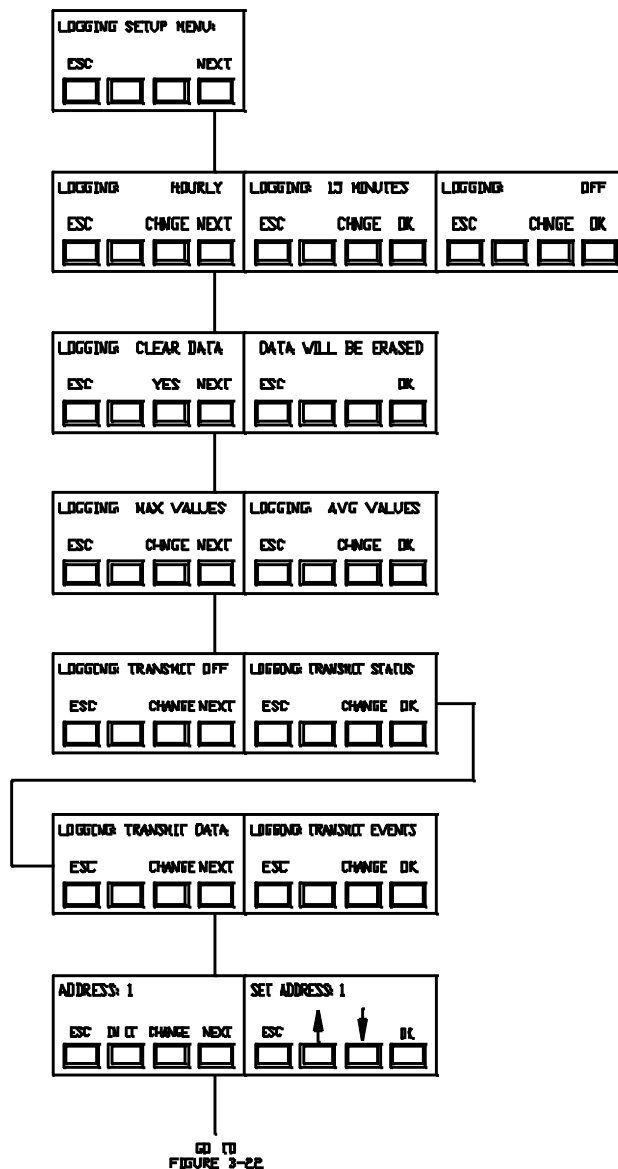 LOGGING SETUP MENU:
ESC NEXT
LOGGING: HOURLY
ESC CHNGE NEXT
LOGGING: 15 MINUTES
ESC CHNGE OK
LOGGING: OFF
ESC CHNGE OK
LOGGING: CLEAR DATA
ESC YES NEXT
DATA WILL BE ERASED
ESC OK
LOGGING: MAX VALUES
ESC CHNGE NEXT
LOGGING: AVG VALUES
ESC CHNGE OK
LOGGING: TRANSMIT OFF
ESC CHANGE NEXT
LOGGING: TRANSMIT STATUS
ESC CHANGE OK
LOGGING: TRANSMIT DATA
ESC CHANGE NEXT
LOGGING: TRANSMIT EVENTS
ESC CHANGE OK
ADDRESS: 1
ESC CHANGE NEXT
SET ADDRESS: 1
ESC OK
GO TO
FIGURE 3-22